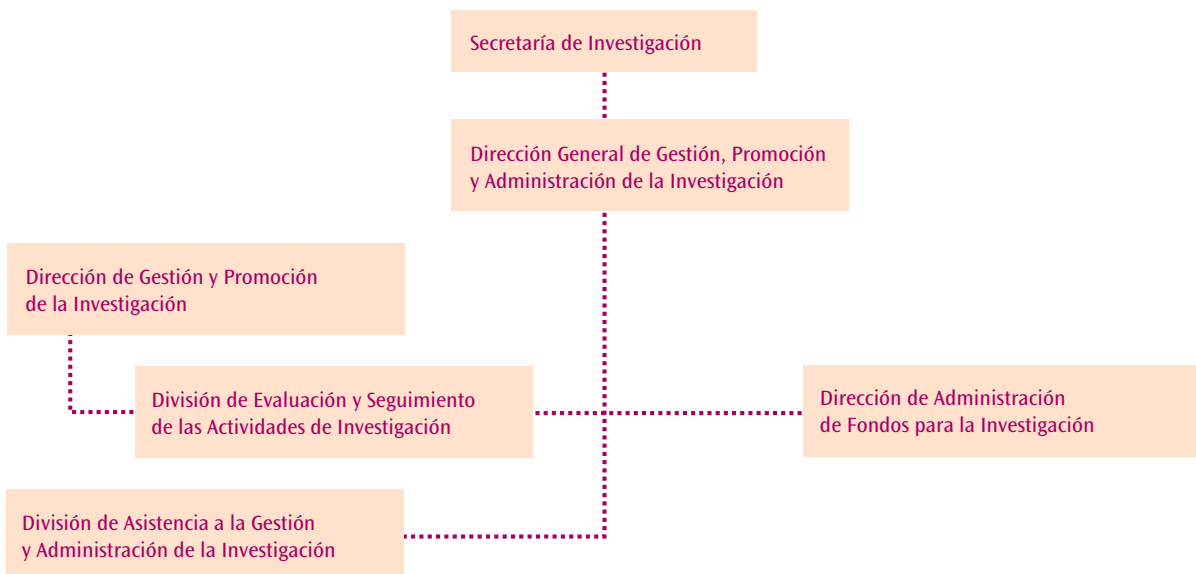 Secretaría de Investigación
Dirección General de Gestión, Promoción
y Administración de la Investigación
Dirección de Gestión y Promoción
de la Investigación
División de Evaluación y Seguimiento
de las Actividades de Investigación
Dirección de Administración
de Fondos para la Investigación
División de Asistencia a la Gestión
y Administración de la Investigación